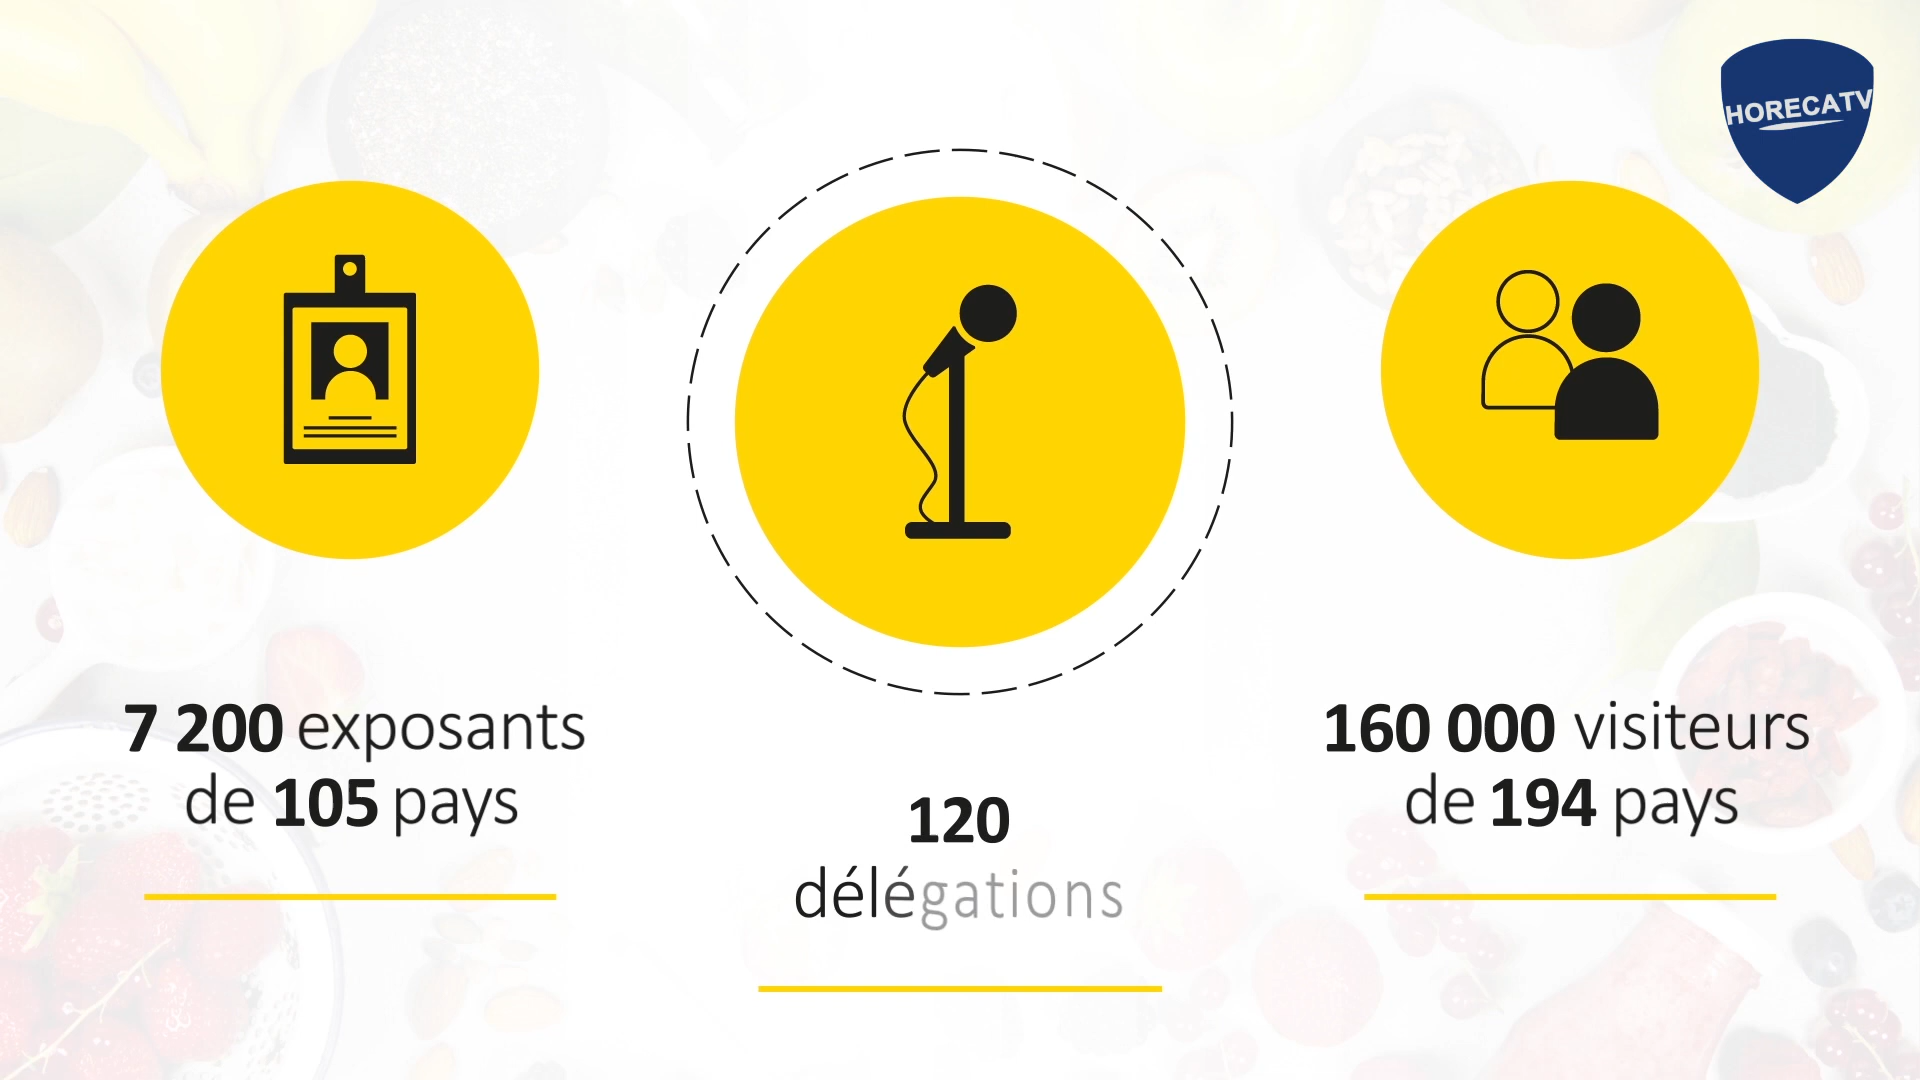 HORECATV
7 200 exposants
de 105 pays
120
délégations
160 000 visiteurs
de 194 pays